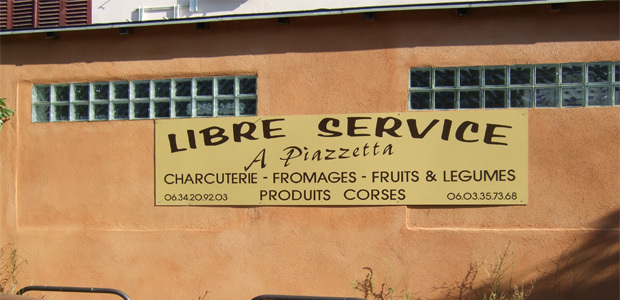 LIBRE SERVICE
A Piazzetta
CHARCUTERIE - FROMAGES - FRUITS & LEGUMES
06.34.20.92.03 PRODUITS CORSES 06.03.35.73.68